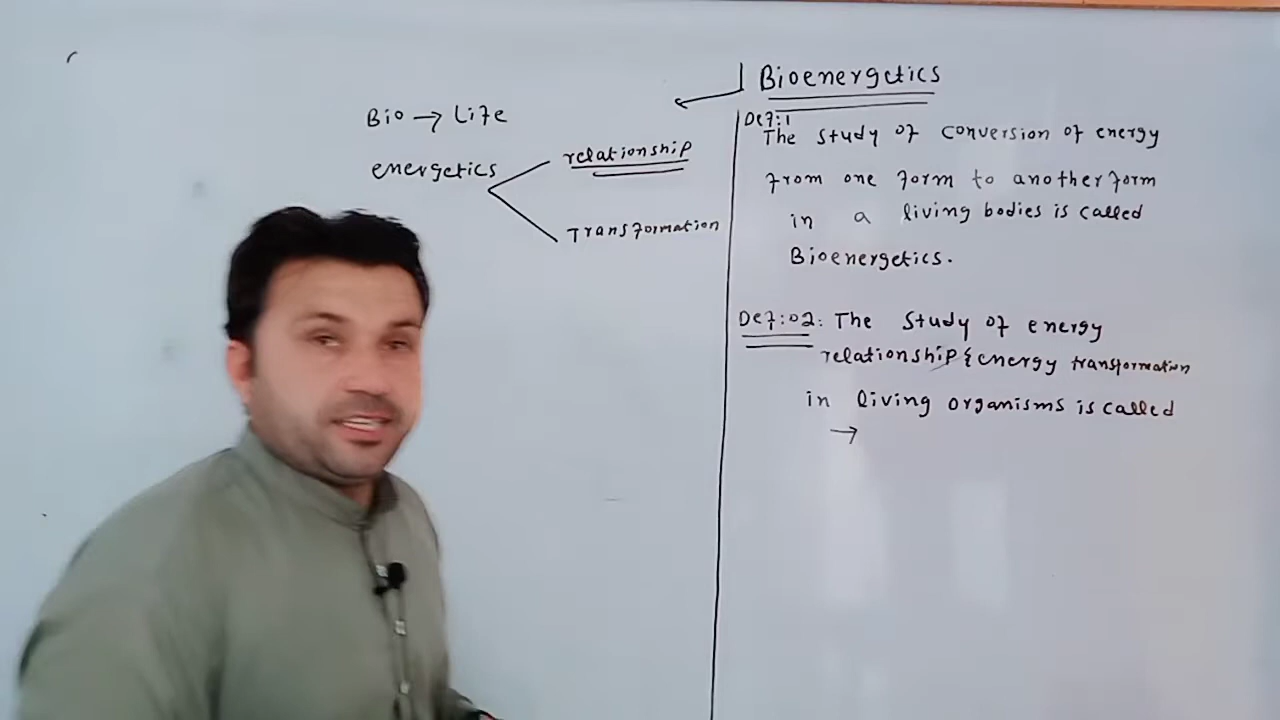 Bioenergetics
Bio → Life
energetics
relationship
Transformation
Def:1
The study of conversion of energy
from one form to another form
in a living bodies is called
Bioenergetics.
Def:02: The study of energy
relationship & energy transformation
in living organisms is called
→